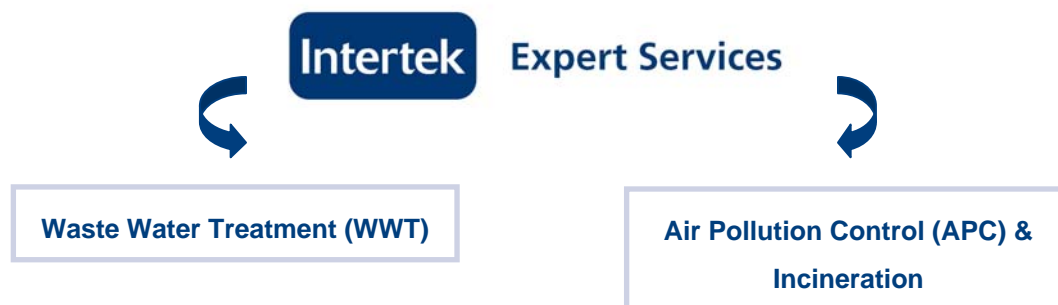 Intertek Expert Services
Waste Water Treatment (WWT)
Air Pollution Control (APC) &
Incineration